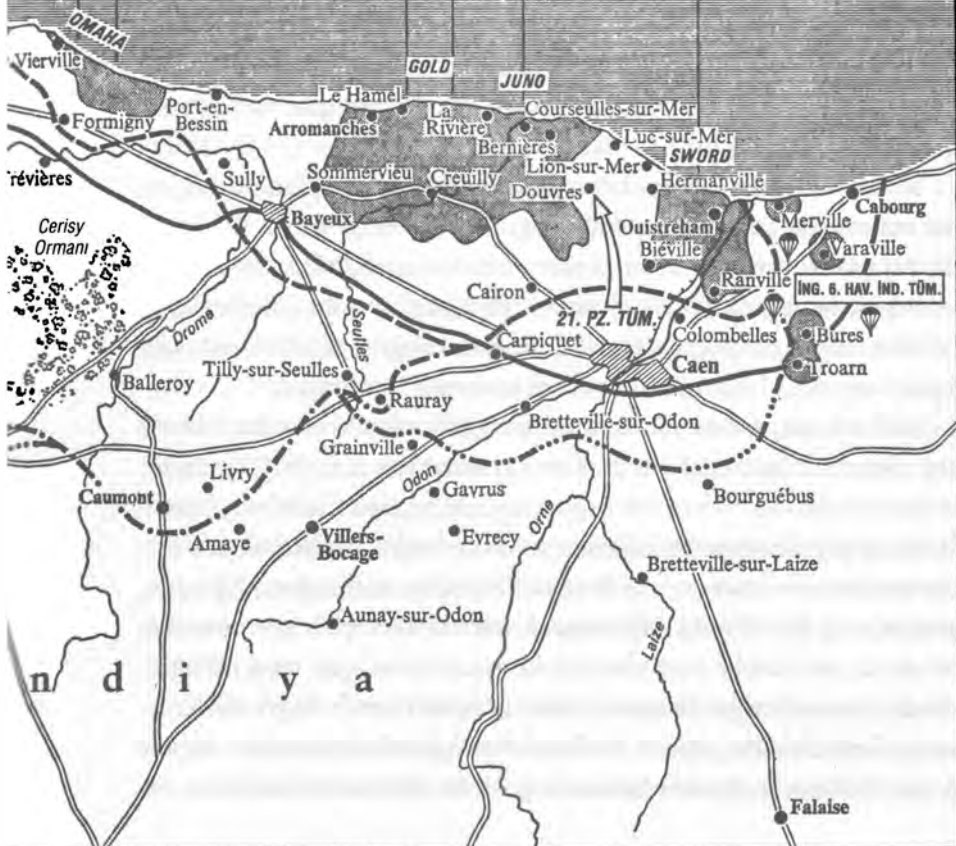 OMAHA
Vierville
GOLD
JUNO
Formigny
Port-en-
Bessin
Le Hamel
Arromanches
La
Rivière
Courseulles-sur-Mer
Bernières
Luc-sur-Mer
Lion-sur-Mer
SWORD
Trévières
Sully
Sommervieu
Creuilly
Douvres
Hermanville
Bayeux
Ouistreham
Merville
Cabourg
Cerisy
Ormanı
Biéville
Varaville
Ranville
İNG. 6. HAV. İND. TÜM.
Drome
Seulles
Cairon
21. PZ. TÜM.
Colombelles
Bures
Carpiquet
Caen
Troarn
Balleroy
Tilly-sur-Seulles
Rauray
Bretteville-sur-Odon
Grainville
Livry
Odon
Gavrus
Bourguébus
Caumont
Amaye
Villers-
Bocage
Evrecy
Orne
Bretteville-sur-Laize
Aunay-sur-Odon
Laize
n d i y a
Falaise